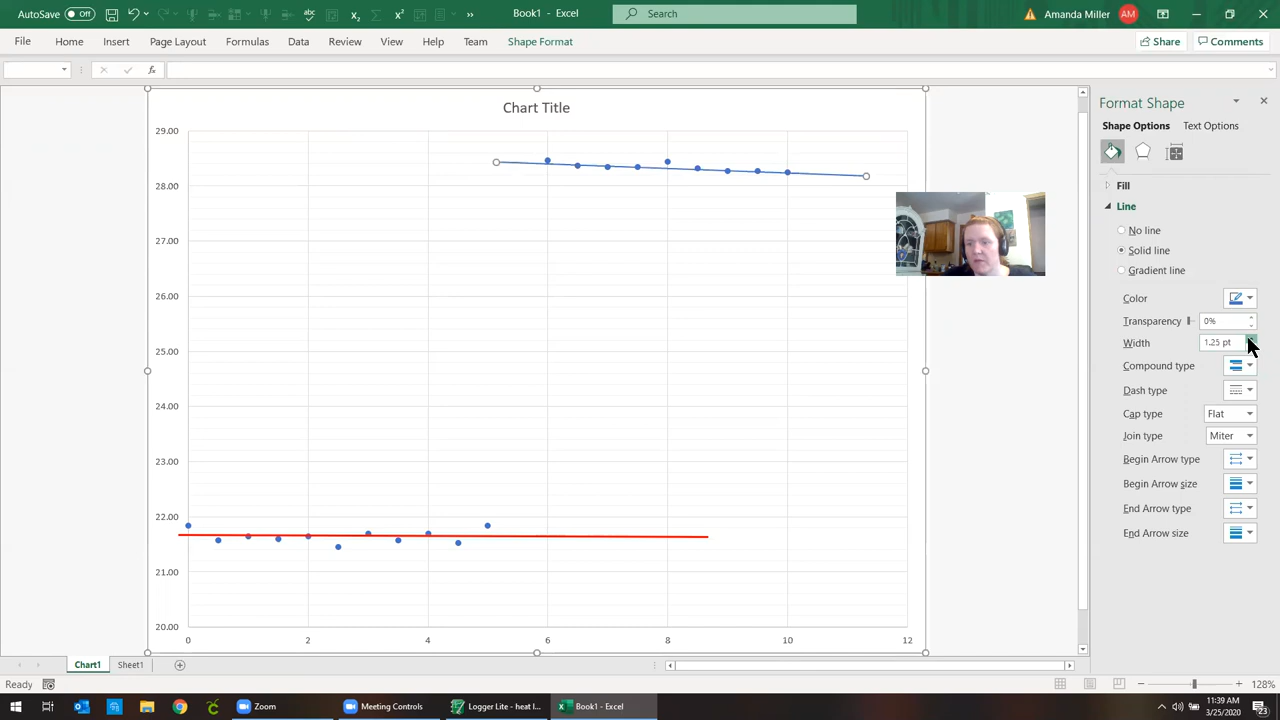 AutoSave Off
Book1 - Excel
Search
Amanda Miller AM
File Home Insert Page Layout Formulas Data Review View Help Team Shape Format
Share Comments
fx
Chart Title
29.00
28.00
27.00
26.00
25.00
24.00
23.00
22.00
21.00
20.00
0 2 4 6 8 10 12
Format Shape
Shape Options Text Options
Fill
Line
No line
Solid line
Gradient line
Color
Transparency 0%
Width 1.25 pt
Compound type
Dash type
Cap type Flat
Join type Miter
Begin Arrow type
Begin Arrow size
End Arrow type
End Arrow size
Chart1 Sheet1
Ready
128%
Zoom
Meeting Controls
Logger Lite - heat l...
Book1 - Excel
11:39 AM
3/25/2020
23